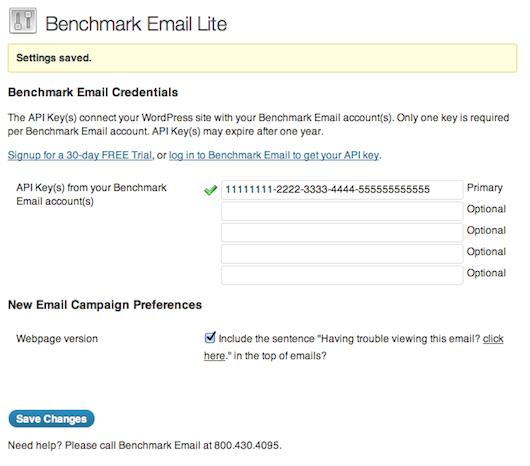 Benchmark Email Lite
Settings saved.
Benchmark Email Credentials
The API Key(s) connect your WordPress site with your Benchmark Email account(s). Only one key is required
per Benchmark Email account. API Key(s) may expire after one year.
Signup for a 30-day FREE Trial, or log in to Benchmark Email to get your API key.
API Key(s) from your Benchmark
Email account(s)
11111111-2222-3333-4444-555555555555
Primary
Optional
Optional
Optional
Optional
New Email Campaign Preferences
Webpage version
Include the sentence "Having trouble viewing this email? click
here." in the top of emails?
Save Changes
Need help? Please call Benchmark Email at 800.430.4095.